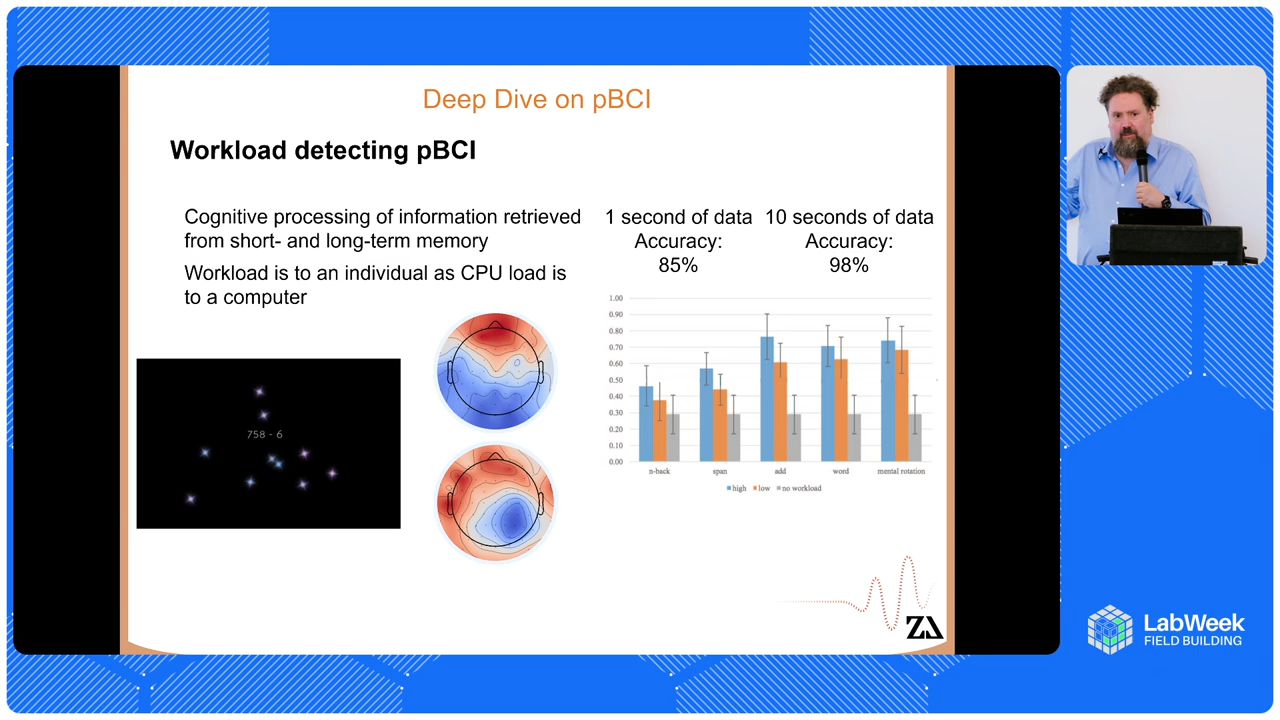 Deep Dive on pBCI
Workload detecting pBCI
Cognitive processing of information retrieved
from short- and long-term memory
Workload is to an individual as CPU load is
to a computer
1 second of data
Accuracy:
85%
10 seconds of data
Accuracy:
98%
758 - 6
1.00
0.90
0.80
0.70
0.60
0.50
0.40
0.30
0.20
0.10
0.00
n-back
span
add
word
mental rotation
high
low
no workload
ZA
LabWeek
FIELD BUILDING